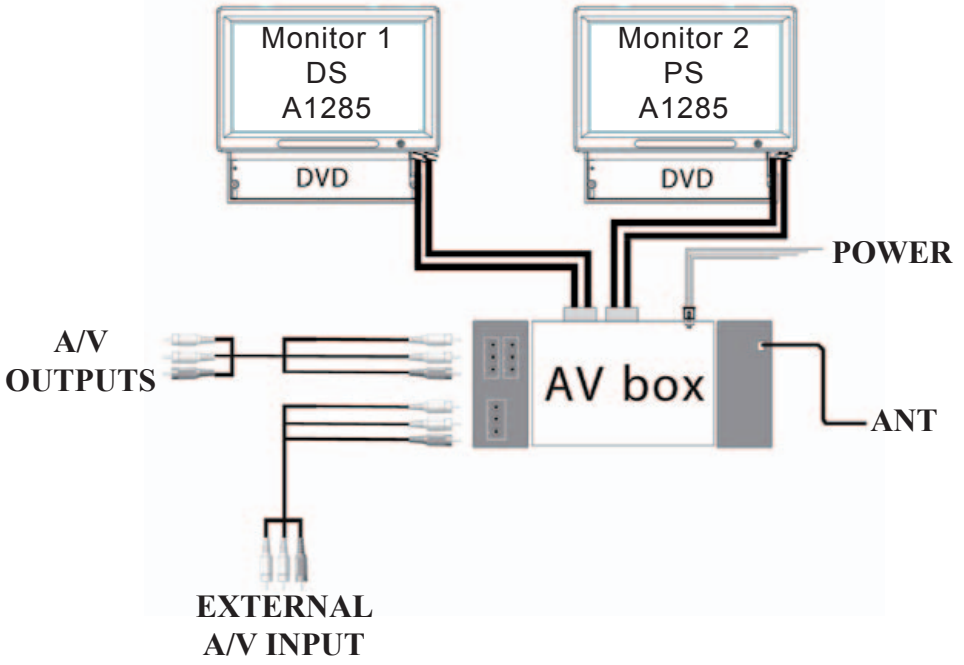 Monitor 1
DS
A1285
DVD
Monitor 2
PS
A1285
DVD
POWER
A/V
OUTPUTS
AV box
ANT
EXTERNAL
A/V INPUT